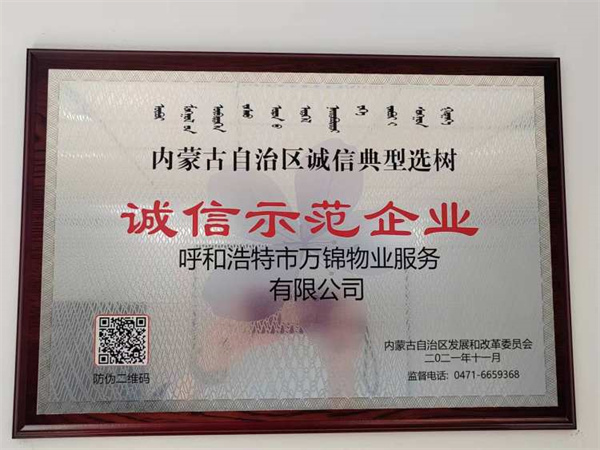 内蒙古自治区诚信典型选树
诚信示范企业
呼和浩特市万锦物业服务
有限公司
防伪二维码
内蒙古自治区发展和改革委员会
二〇二一年十一月
监督电话: 0471-6659368